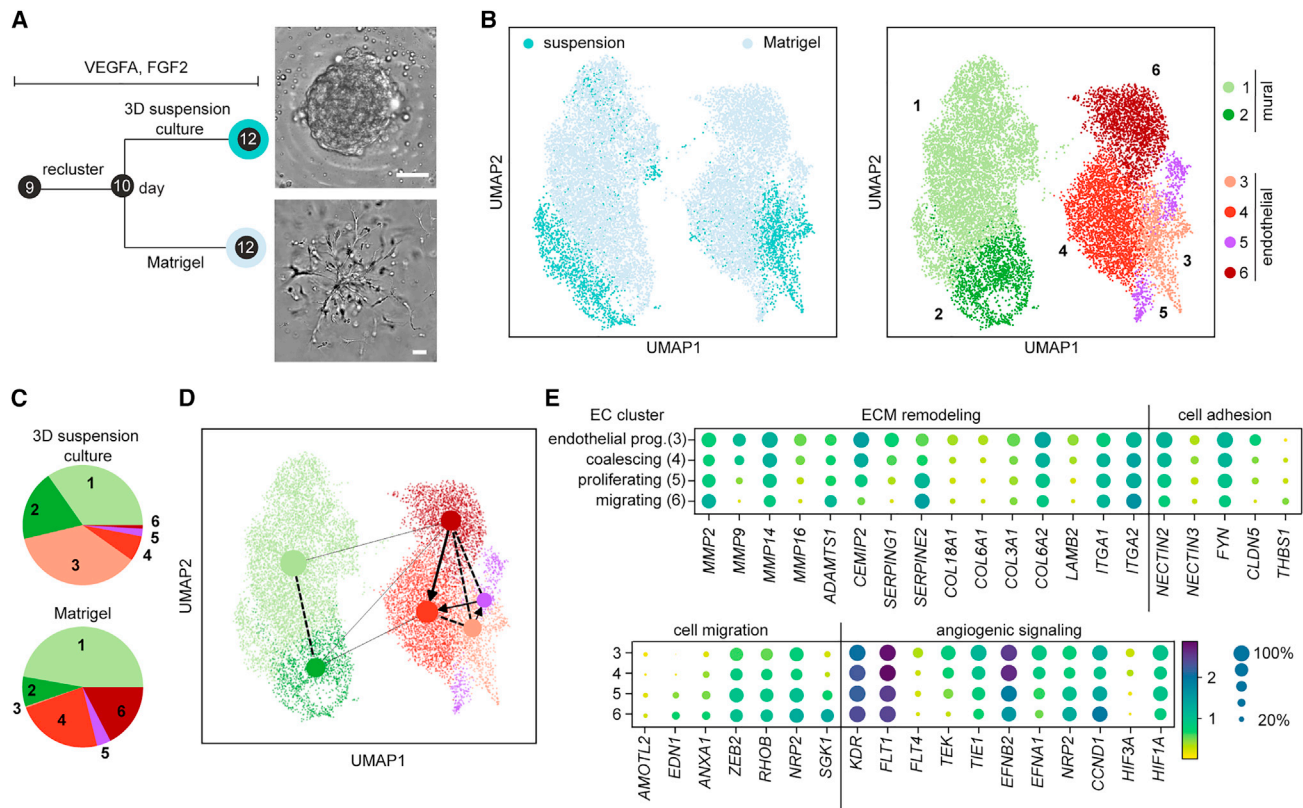 A
VEGFA, FGF2
3D suspension
culture
12
recluster
9
10
day
12
Matrigel
B
suspension
Matrigel
UMAP2
UMAP1
1
2
3
4
5
6
UMAP2
UMAP1
1
2
mural
3
4
5
6
endothelial
C
3D suspension
culture
1
2
3
4
5
6
Matrigel
1
2
3
4
5
6
D
UMAP2
UMAP1
E
EC cluster
ECM remodeling
cell adhesion
endothelial prog.(3)
coalescing (4)
proliferating (5)
migrating (6)
MMP2
MMP9
MMP14
MMP16
ADAMTS1
CEMIP2
SERPING1
SERPINE2
COL18A1
COL6A1
COL3A1
COL6A2
LAMB2
ITGA1
ITGA2
NECTIN2
NECTIN3
FYN
CLDN5
THBS1
cell migration
angiogenic signaling
3
4
5
6
AMOTL2
EDN1
ANXA1
ZEB2
RHOB
NRP2
SGK1
KDR
FLT1
FLT4
TEK
TIE1
EFNB2
EFNA1
NRP2
CCND1
HIF3A
HIF1A
2
1
100%
20%